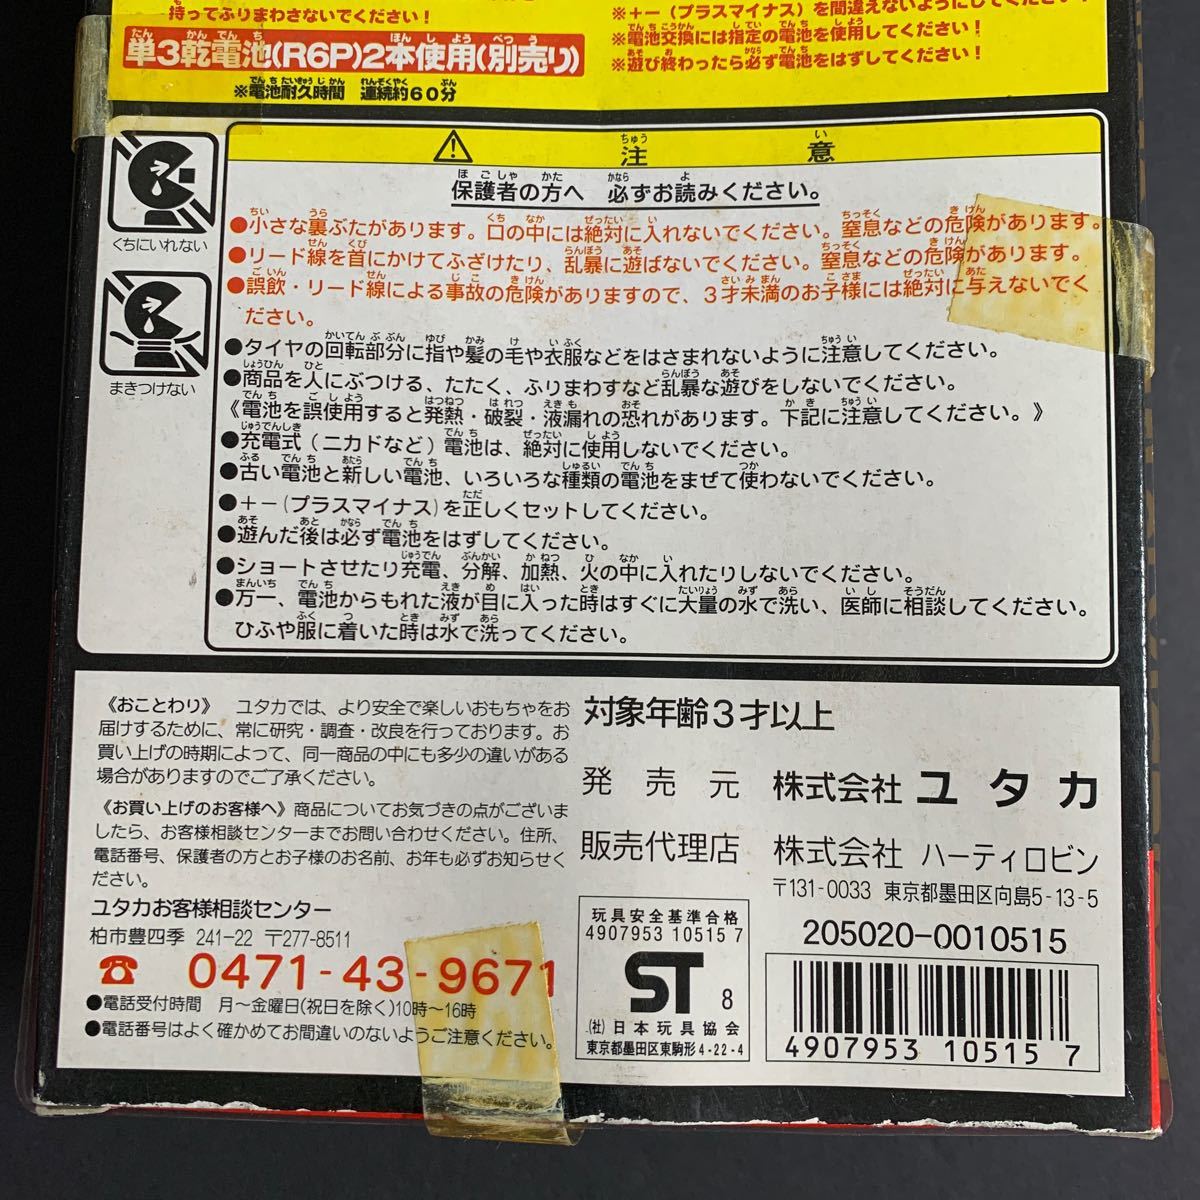 持ってふりまわさないでください！
単3乾電池(R6P)2本使用(別売り)
※電池耐久時間 連続約60分
※＋－(プラスマイナス)を間違えないようにしてください！
※電池交換には指定の電池を使用してください！
※遊び終わったら必ず電池をはずしてください！
くちにいれない
まきつけない
注 意
保護者の方へ 必ずお読みください。
●小さな裏ぶたがあります。口の中には絶対に入れないでください。窒息などの危険があります。
●リード線を首にかけてふざけたり、乱暴に遊ばないでください。窒息などの危険があります。
●誤飲・リード線による事故の危険がありますので、3才未満のお子様には絶対に与えないでく
ださい。
●タイヤの回転部分に指や髪の毛や衣服などをはさまれないように注意してください。
●商品を人にぶつける、たたく、ふりまわすなど乱暴な遊びをしないでください。
《電池を誤使用すると発熱・破裂・液漏れの恐れがあります。下記に注意してください。》
●充電式(ニカドなど)電池は、絶対に使用しないでください。
●古い電池と新しい電池、いろいろな種類の電池をまぜて使わないでください。
●＋－(プラスマイナス)を正しくセットしてください。
●遊んだ後は必ず電池をはずしてください。
●ショートさせたり充電、分解、加熱、火の中に入れたりしないでください。
●万一、電池からもれた液が目に入った時はすぐに大量の水で洗い、医師に相談してください。
ひふや服に着いた時は水で洗ってください。
《おことわり》 ユタカでは、より安全で楽しいおもちゃをお
届けするために、常に研究・調査・改良を行っております。お
買い上げの時期によって、同一商品の中にも多少の違いがある
場合がありますのでご了承ください。
《お買い上げのお客様へ》商品についてお気づきの点がござい
ましたら、お客様相談センターまでお問い合わせください。住所、
電話番号、保護者の方とお子様のお名前、お年も必ずお知らせく
ださい。
ユタカお客様相談センター
柏市豊四季 241-22 〒277-8511
☎ 0471-43-9671
●電話受付時間 月～金曜日(祝日を除く)10時～16時
●電話番号はよく確かめてお間違いのないようご注意ください。
対象年齢3才以上
発売元 株式会社 ユタカ
販売代理店 株式会社 ハーティロビン
〒131-0033 東京都墨田区向島5-13-5
玩具安全基準合格
4907953 10515 7
ST 8
(社)日本玩具協会
東京都墨田区東駒形4-22-4
205020-0010515
4907953 10515 7